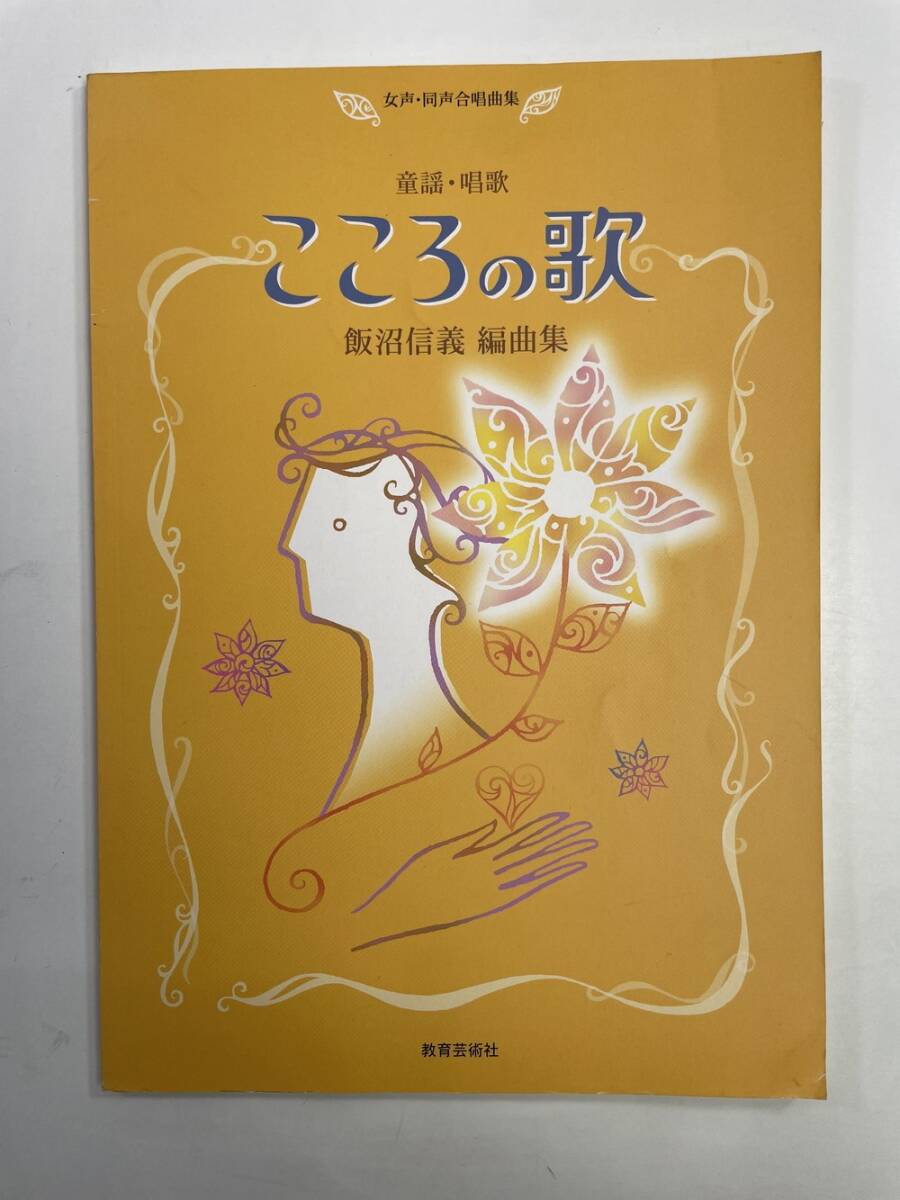 女声・同声合唱曲集
童謡・唱歌
こころの歌
飯沼信義 編曲集
教育芸術社